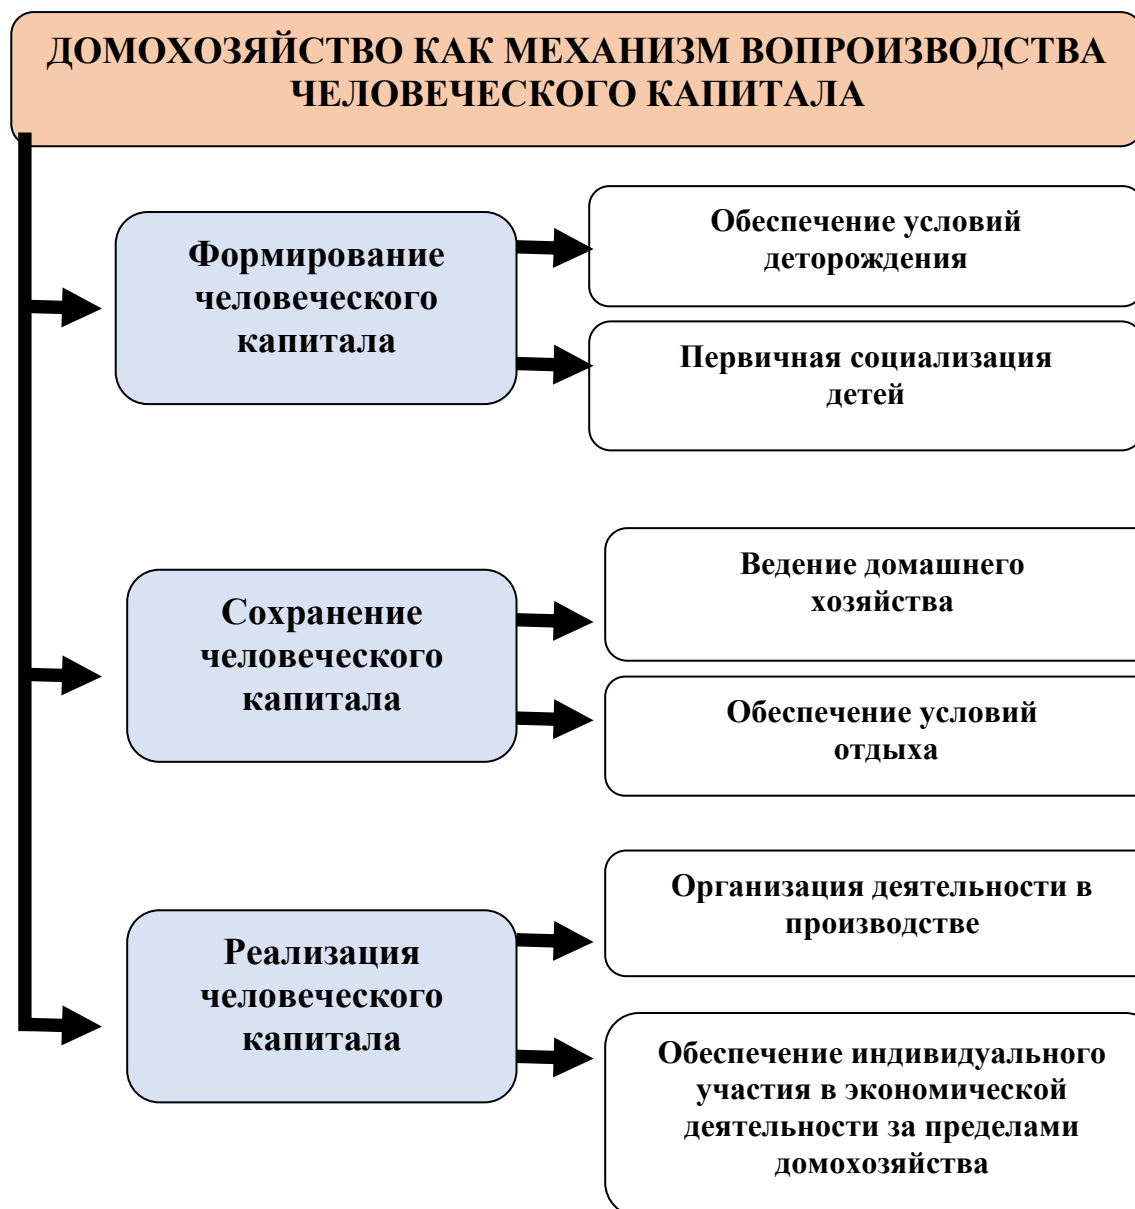 ДОМОХОЗЯЙСТВО КАК МЕХАНИЗМ ВОПРОИЗВОДСТВА
ЧЕЛОВЕЧЕСКОГО КАПИТАЛА
Формирование
человеческого
капитала
Обеспечение условий
деторождения
Первичная социализация
детей
Сохранение
человеческого
капитала
Ведение домашнего
хозяйства
Обеспечение условий
отдыха
Реализация
человеческого
капитала
Организация деятельности в
производстве
Обеспечение индивидуального
участия в экономической
деятельности за пределами
домохозяйства